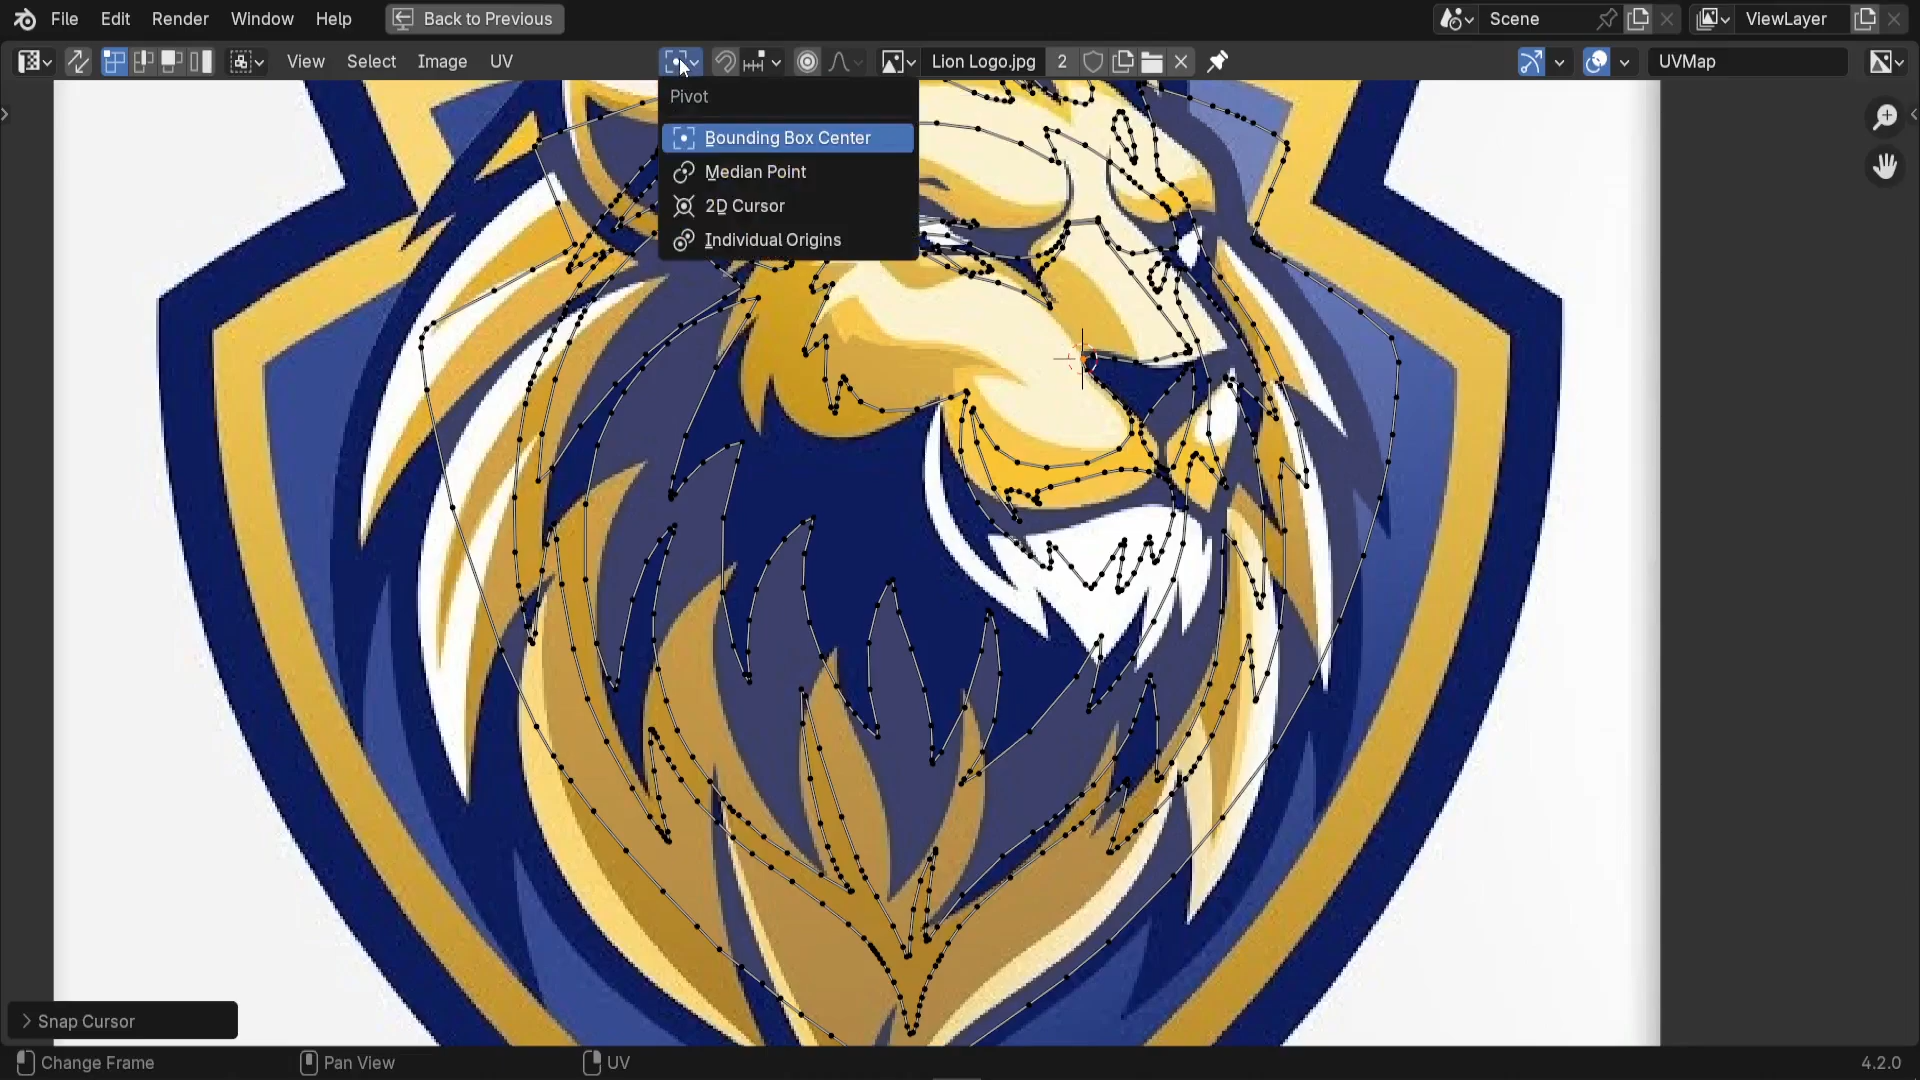 File Edit Render Window Help Back to Previous Scene ViewLayer
View Select Image UV Lion Logo.jpg 2 UVMap
Pivot
Bounding Box Center
Median Point
2D Cursor
Individual Origins
Snap Cursor
Change Frame Pan View UV 4.2.0